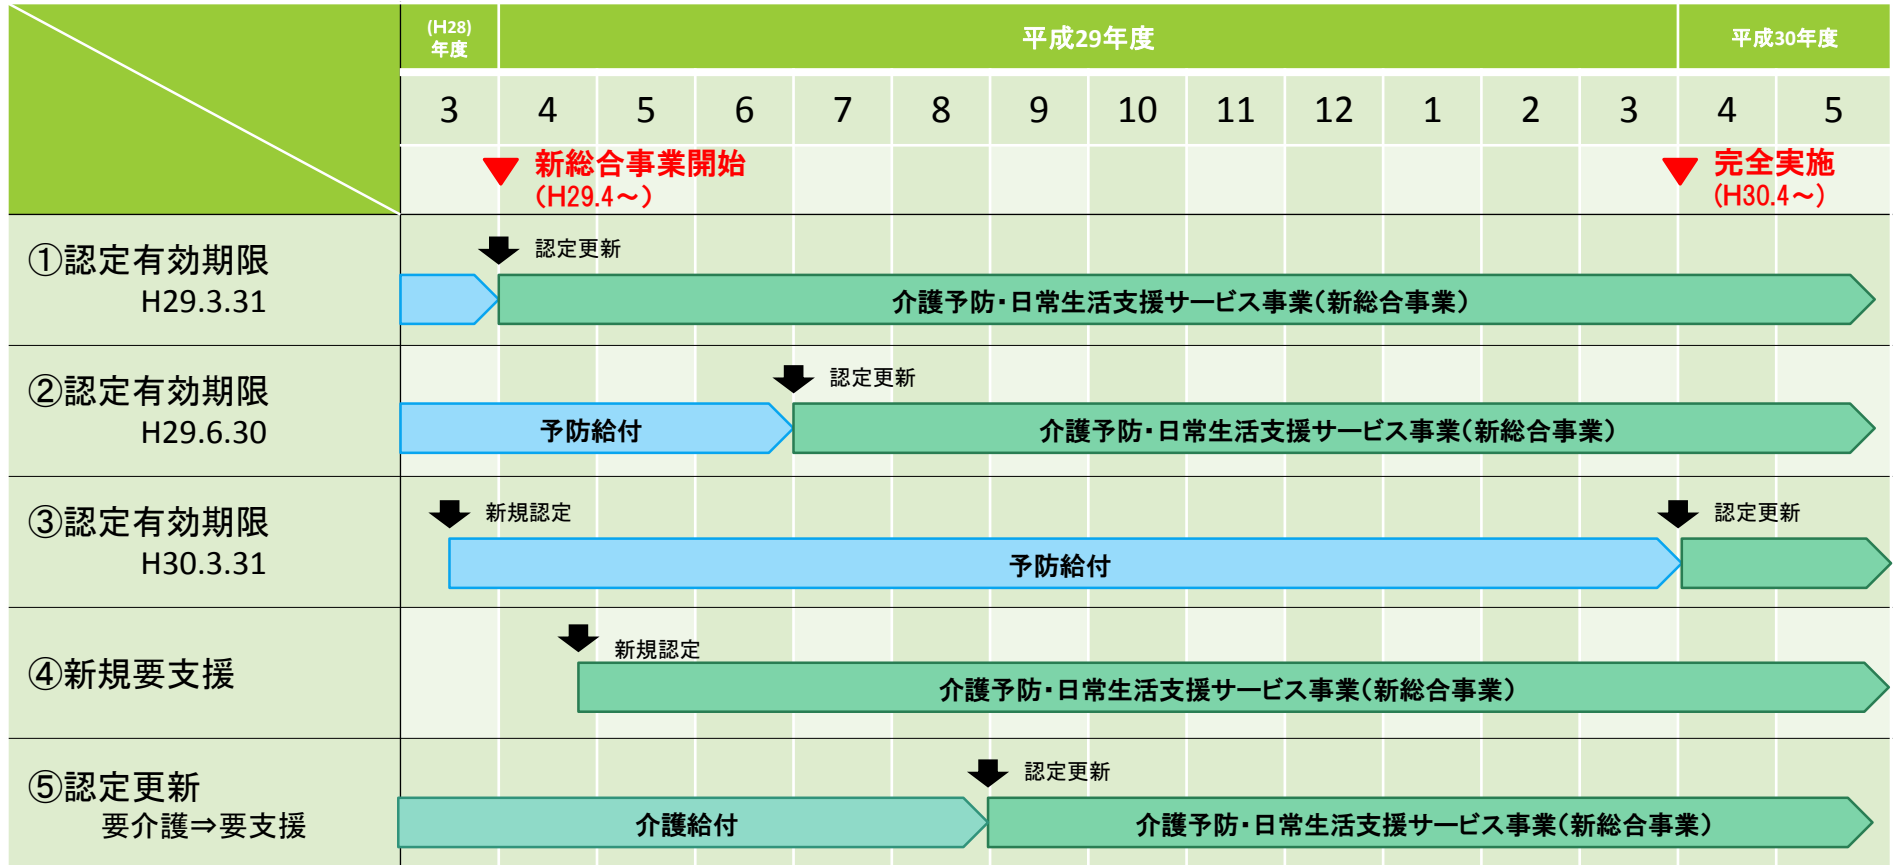 (H28)
年度
平成29年度
平成30年度
3 4 5 6 7 8 9 10 11 12 1 2 3 4 5
新総合事業開始
(H29.4～)
完全実施
(H30.4～)
①認定有効期限
H29.3.31
認定更新
介護予防・日常生活支援サービス事業(新総合事業)
②認定有効期限
H29.6.30
認定更新
予防給付
介護予防・日常生活支援サービス事業(新総合事業)
③認定有効期限
H30.3.31
新規認定
認定更新
予防給付
④新規要支援
新規認定
介護予防・日常生活支援サービス事業(新総合事業)
⑤認定更新
要介護⇒要支援
認定更新
介護給付
介護予防・日常生活支援サービス事業(新総合事業)